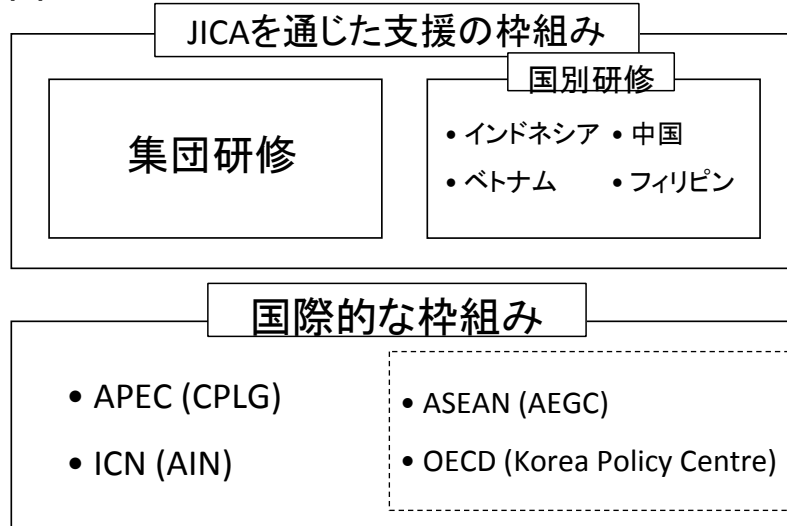 JICAを通じた支援の枠組み
集団研修
国別研修
• インドネシア • 中国
• ベトナム • フィリピン
国際的な枠組み
• APEC (CPLG)
• ICN (AIN)
• ASEAN (AEGC)
• OECD (Korea Policy Centre)